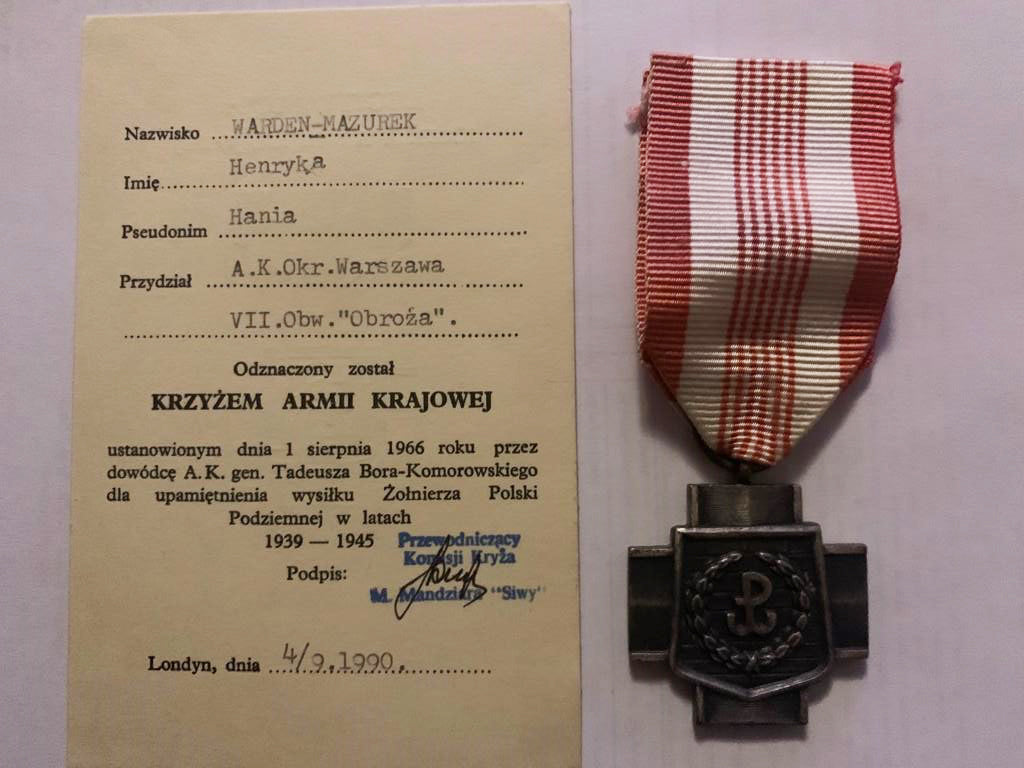 Nazwisko WARDEN-MAZUREK
Imię Henryka
Pseudonim Hania
Przydział A.K.Okr.Warszawa
VII.Obw."Obroża".
Odznaczony został
KRZYŻEM ARMII KRAJOWEJ
ustanowionym dnia 1 sierpnia 1966 roku przez
dowódcę A.K. gen. Tadeusza Bora-Komorowskiego
dla upamiętnienia wysiłku Żołnierza Polski
Podziemnej w latach
1939 — 1945
Przewodniczący
Komisji Kryża
Podpis:
M. Mandziara "Siwy"
Londyn, dnia 4/9.1990.